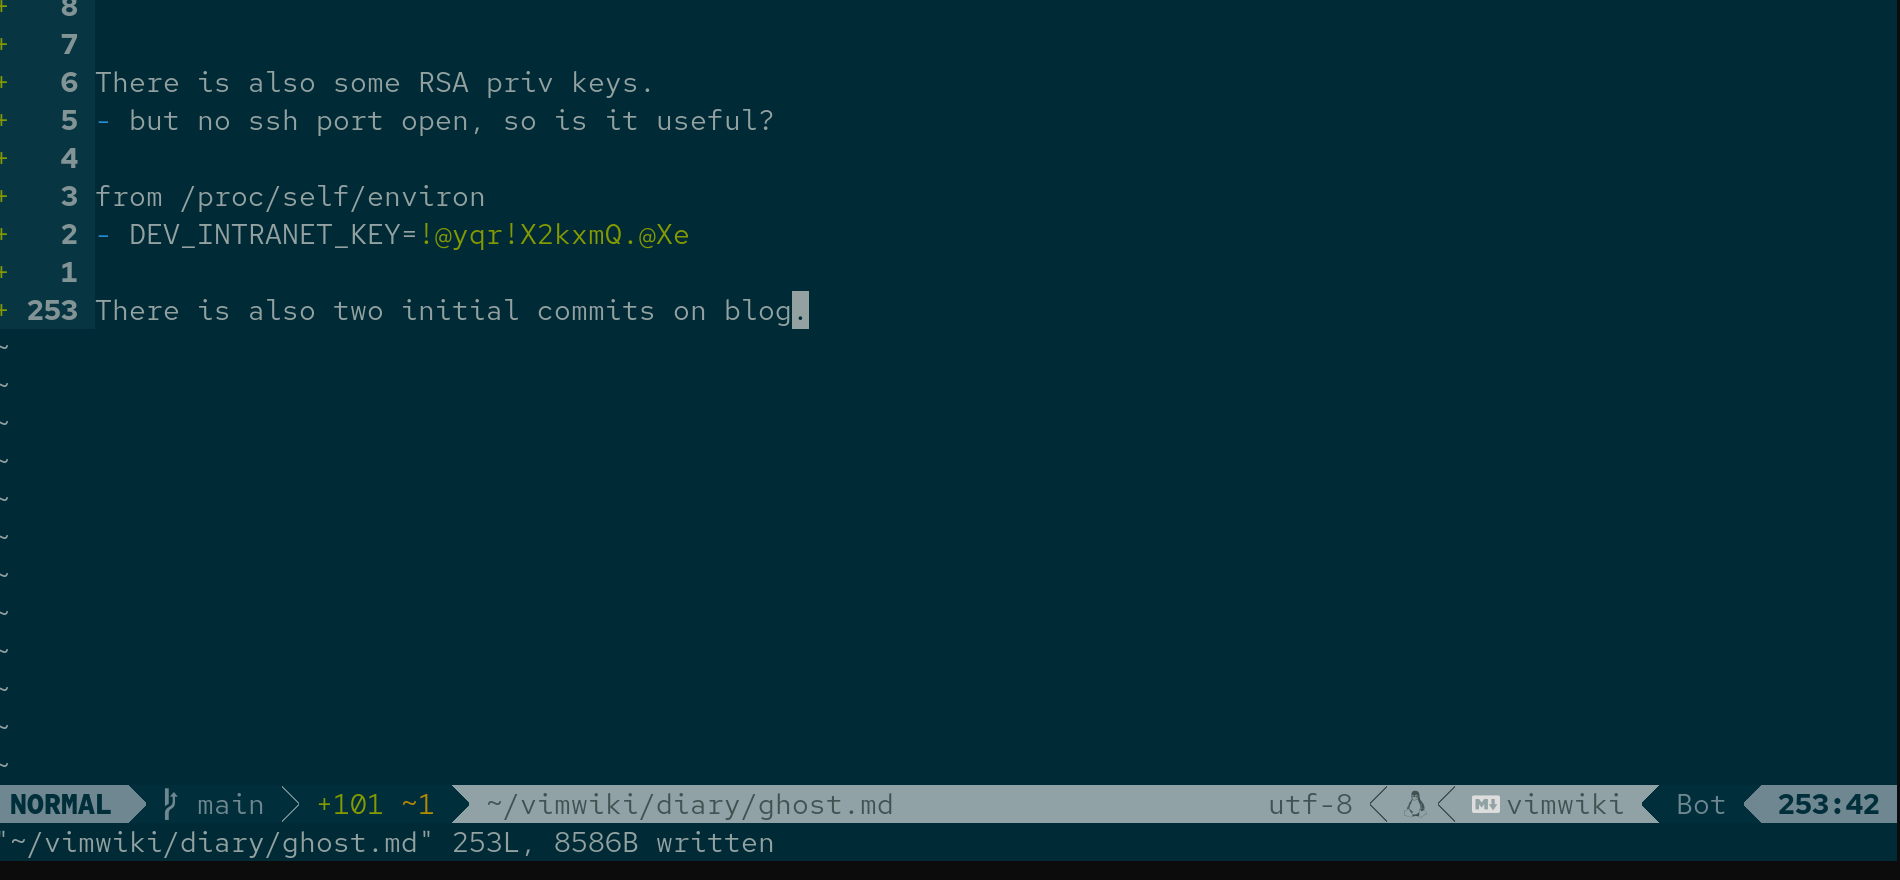 + 8
+ 7
+ 6 There is also some RSA priv keys.
+ 5 - but no ssh port open, so is it useful?
+ 4
+ 3 from /proc/self/environ
+ 2 - DEV_INTRANET_KEY=!@yqr!X2kxmQ.@Xe
+ 1
+ 253 There is also two initial commits on blog.
~
~
~
~
~
~
~
~
~
~
~
~
NORMAL main +101 ~1 ~/vimwiki/diary/ghost.md utf-8 M↓ vimwiki Bot 253:42
"~/vimwiki/diary/ghost.md" 253L, 8586B written